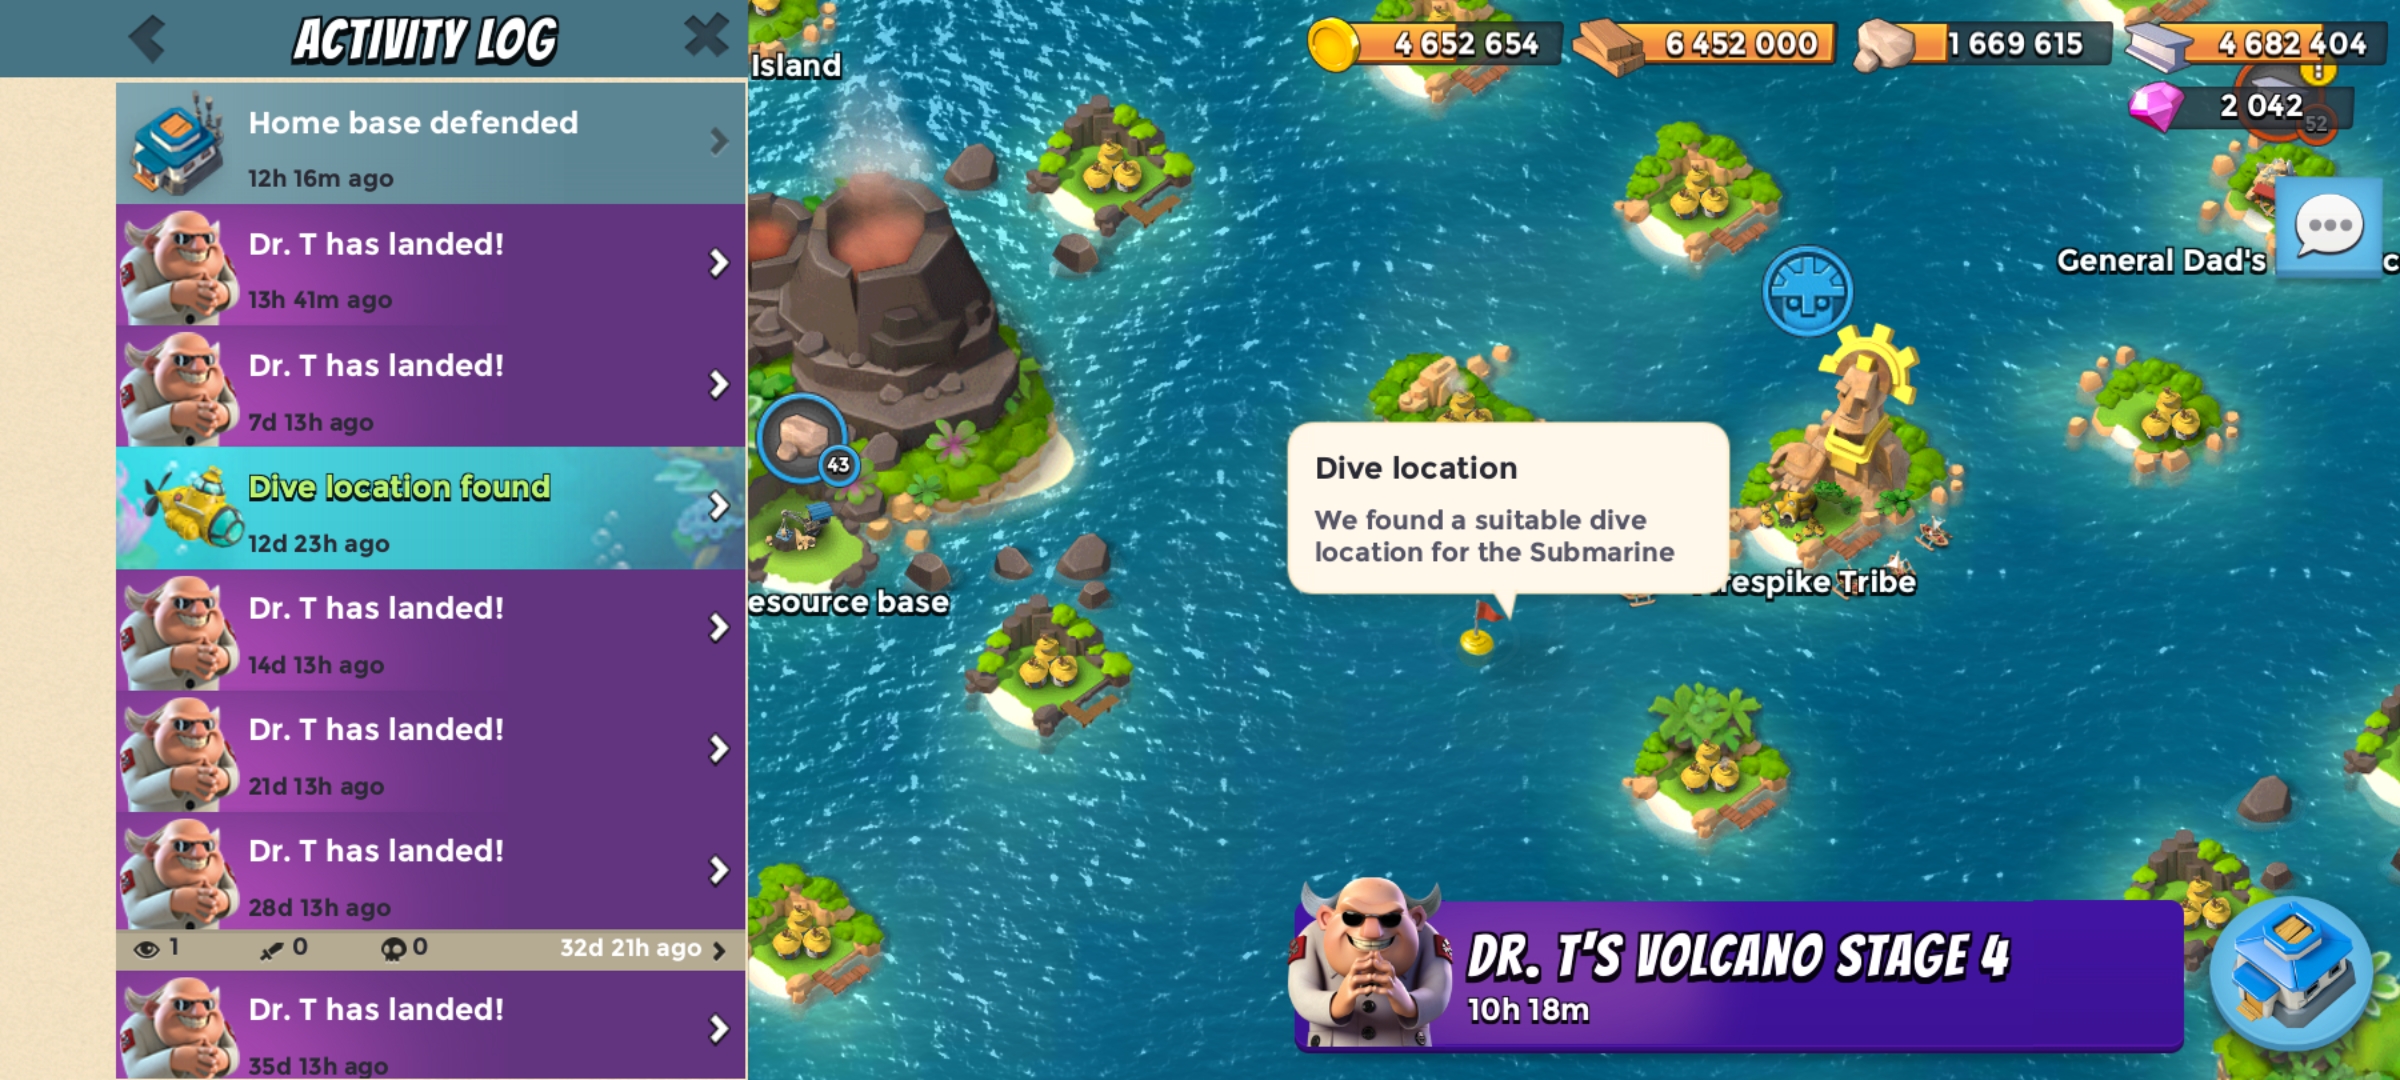 ACTIVITY LOG
Home base defended
12h 16m ago
Dr. T has landed!
13h 41m ago
Dr. T has landed!
7d 13h ago
Dive location found
12d 23h ago
Dr. T has landed!
14d 13h ago
Dr. T has landed!
21d 13h ago
Dr. T has landed!
28d 13h ago
1 0 0 32d 21h ago
Dr. T has landed!
35d 13h ago
4 652 654
6 452 000
1 669 615
4 682 404
2 042
52
Island
General Dad's
43
Dive location
We found a suitable dive
location for the Submarine
respike Tribe
esource base
DR. T'S VOLCANO STAGE 4
10h 18m